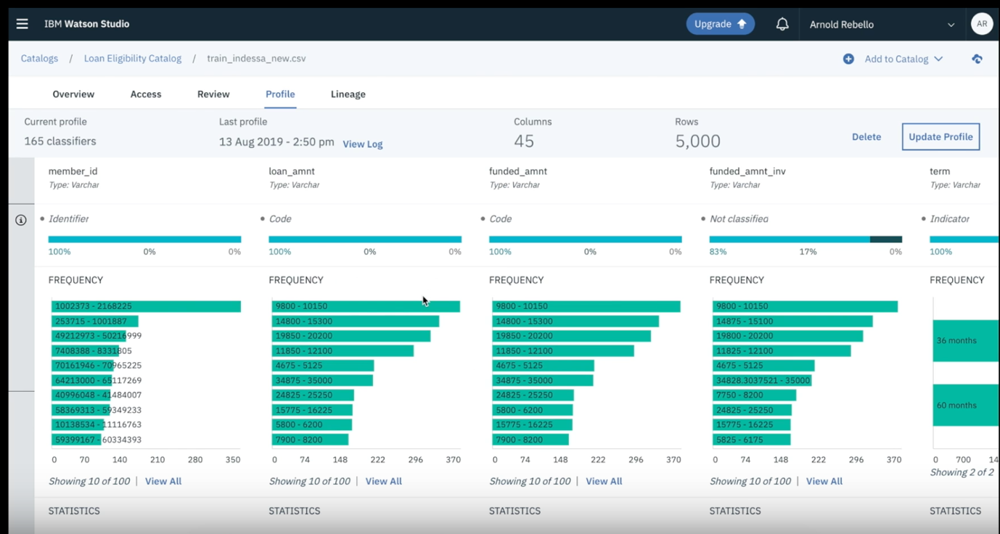 IBM Watson Studio
Upgrade
Arnold Rebello
AR
Catalogs / Loan Eligibility Catalog / train_indessa_new.csv
Add to Catalog
Overview Access Review Profile Lineage
Current profile Last profile Columns Rows
165 classifiers 13 Aug 2019 - 2:50 pm View Log 45 5,000 Delete Update Profile
member_id loan_amnt funded_amnt funded_amnt_inv term
Type: Varchar Type: Varchar Type: Varchar Type: Varchar Type: Varchar
• Identifier • Code • Code • Not classified • Indicator
100% 0% 0% 100% 0% 0% 100% 0% 0% 83% 17% 0% 100%
FREQUENCY FREQUENCY FREQUENCY FREQUENCY FREQUENCY
1002373 - 2168225 9800 - 10150 9800 - 10150 9800 - 10150
253715 - 1001887 14800 - 15300 14800 - 15300 14875 - 15100
49212973 - 50216999 19850 - 20200 19850 - 20200 19800 - 20200 36 months
7408388 - 8331805 11850 - 12100 11850 - 12100 11825 - 12100
70161946 - 70965225 4675 - 5125 4675 - 5125 4675 - 5125
64213000 - 65117269 34875 - 35000 34875 - 35000 34828.3037521 - 35000
40996048 - 41484007 24825 - 25250 24825 - 25250 7750 - 8200
58369313 - 59349233 15775 - 16225 5800 - 6200 24825 - 25250 60 months
10138534 - 11116763 5800 - 6200 15775 - 16225 15775 - 16225
59399167 - 60334393 7900 - 8200 7900 - 8200 5825 - 6175
0 70 140 210 280 350 0 74 148 222 296 370 0 74 148 222 296 370 0 74 148 222 296 370 0 700 14
Showing 10 of 100 | View All Showing 10 of 100 | View All Showing 10 of 100 | View All Showing 10 of 100 | View All Showing 2 of 2
STATISTICS STATISTICS STATISTICS STATISTICS STATISTICS